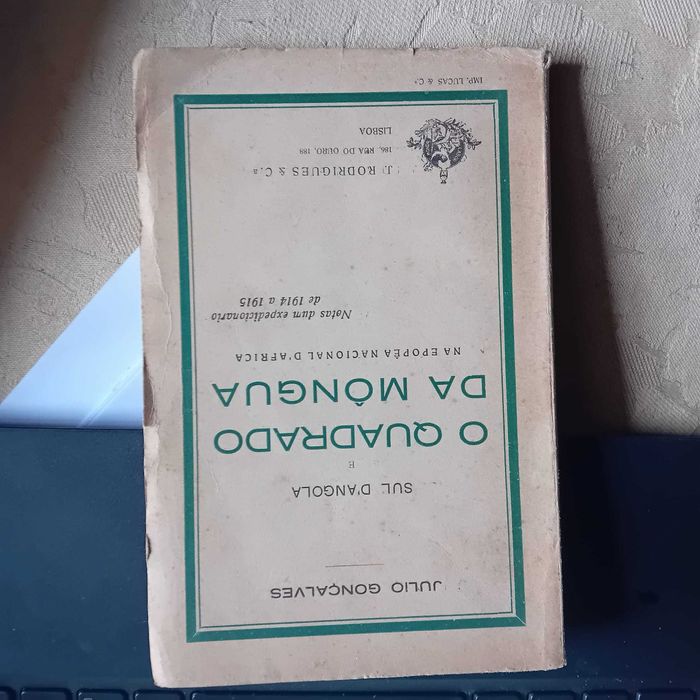 JULIO GONÇALVES
SUL D'ANGOLA
E
O QUADRADO
DA MÔNGUA
NA EPOPÊA NACIONAL D'AFRICA
Notas dum expedicionario
de 1914 a 1915
J. RODRIGUES & C.ª
186, RUA DO OURO, 188
LISBOA
IMP. LUCAS & C.ª